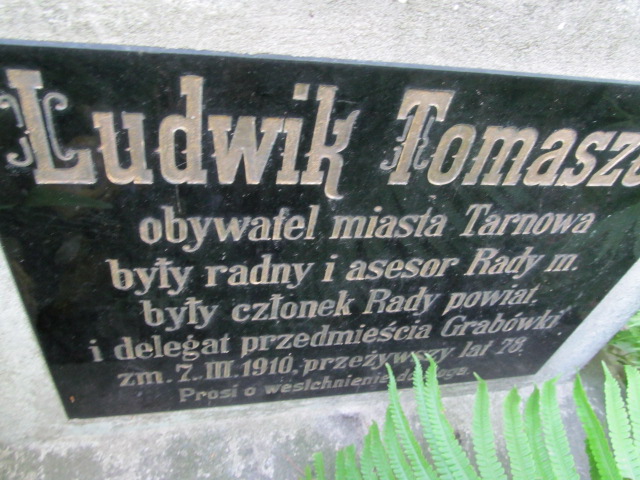 Ludwik Tomasz
obywatel miasta Tarnowa
były radny i asesor Rady m.
były członek Rady powiat.
i delegat przedmieścia Grabówki
zm. 7. III. 1910, przeżywszy lat 78.
Prosi o westchnienie do Boga.